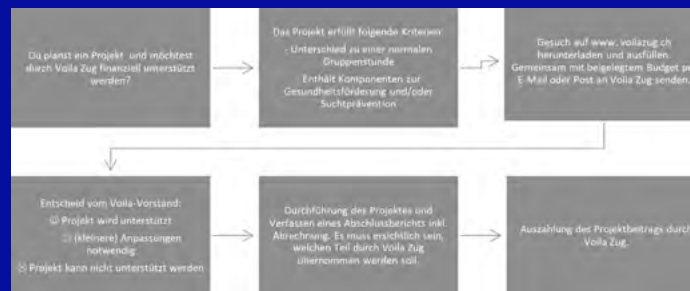 Du planst ein Projekt und möchtest
durch Voila Zug finanziell unterstützt
werden?
Das Projekt erfüllt folgende Kriterien:
- Unterschied zu einer normalen
Gruppenstunde
Enthält Komponenten zur
Gesundheitsförderung und/oder
Suchtprävention
Gesuch auf www.voilazug.ch
herunterladen und ausfüllen.
Gemeinsam mit beigelegtem Budget per
E-Mail oder Post an Voila Zug senden.
Entscheid vom Voila-Vorstand:
☺ Projekt wird unterstützt
(kleinere) Anpassungen
notwendig
☹ Projekt kann nicht unterstützt werden
Durchführung des Projektes und
Verfassen eines Abschlussberichts inkl.
Abrechnung. Es muss ersichtlich sein,
welchen Teil durch Voila Zug
übernommen werden soll.
Auszahlung des Projektbeitrags durch
Voila Zug.